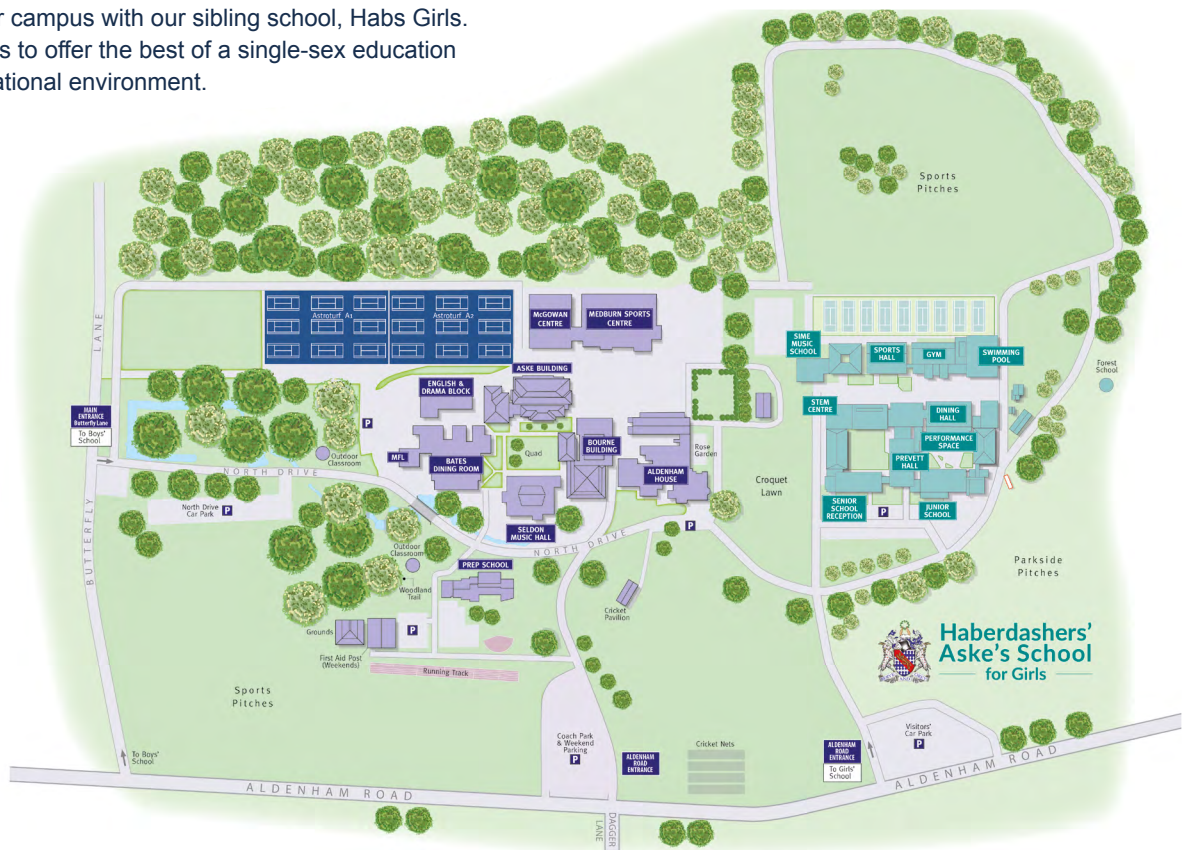 r campus with our sibling school, Habs Girls.
s to offer the best of a single-sex education
ational environment.
Sports
Pitches
Astroturf A1
Astroturf A2
McGOWAN
CENTRE
MEDBURN SPORTS
CENTRE
SIME
MUSIC
SCHOOL
SPORTS
HALL
GYM
SWIMMING
POOL
Forest
School
LANE
ASKE BUILDING
ENGLISH &
DRAMA BLOCK
MAIN
ENTRANCE
Butterfly Lane
To Boys'
School
P
STEM
CENTRE
DINING
HALL
PERFORMANCE
SPACE
PREVETT
HALL
Outdoor
Classroom
MFL
BATES
DINING ROOM
Quad
BOURNE
BUILDING
ALDENHAM
HOUSE
Rose
Garden
Croquet
Lawn
NORTH DRIVE
North Drive
Car Park
P
SENIOR
SCHOOL
RECEPTION
P
JUNIOR
SCHOOL
BUTTERFLY
SELDON
MUSIC HALL
P
NORTH DRIVE
Outdoor
Classroom
PREP SCHOOL
Parkside
Pitches
Woodland
Trail
Cricket
Pavilion
Grounds
P
First Aid Post
(Weekends)
Running Track
Haberdashers'
Aske's School
for Girls
Sports
Pitches
To Boys'
School
Coach Park
& Weekend
Parking
P
ALDENHAM
ROAD
ENTRANCE
Cricket Nets
ALDENHAM
ROAD
ENTRANCE
To Girls'
School
Visitors'
Car Park
P
ALDENHAM ROAD
ALDENHAM ROAD
DAGGER
LANE